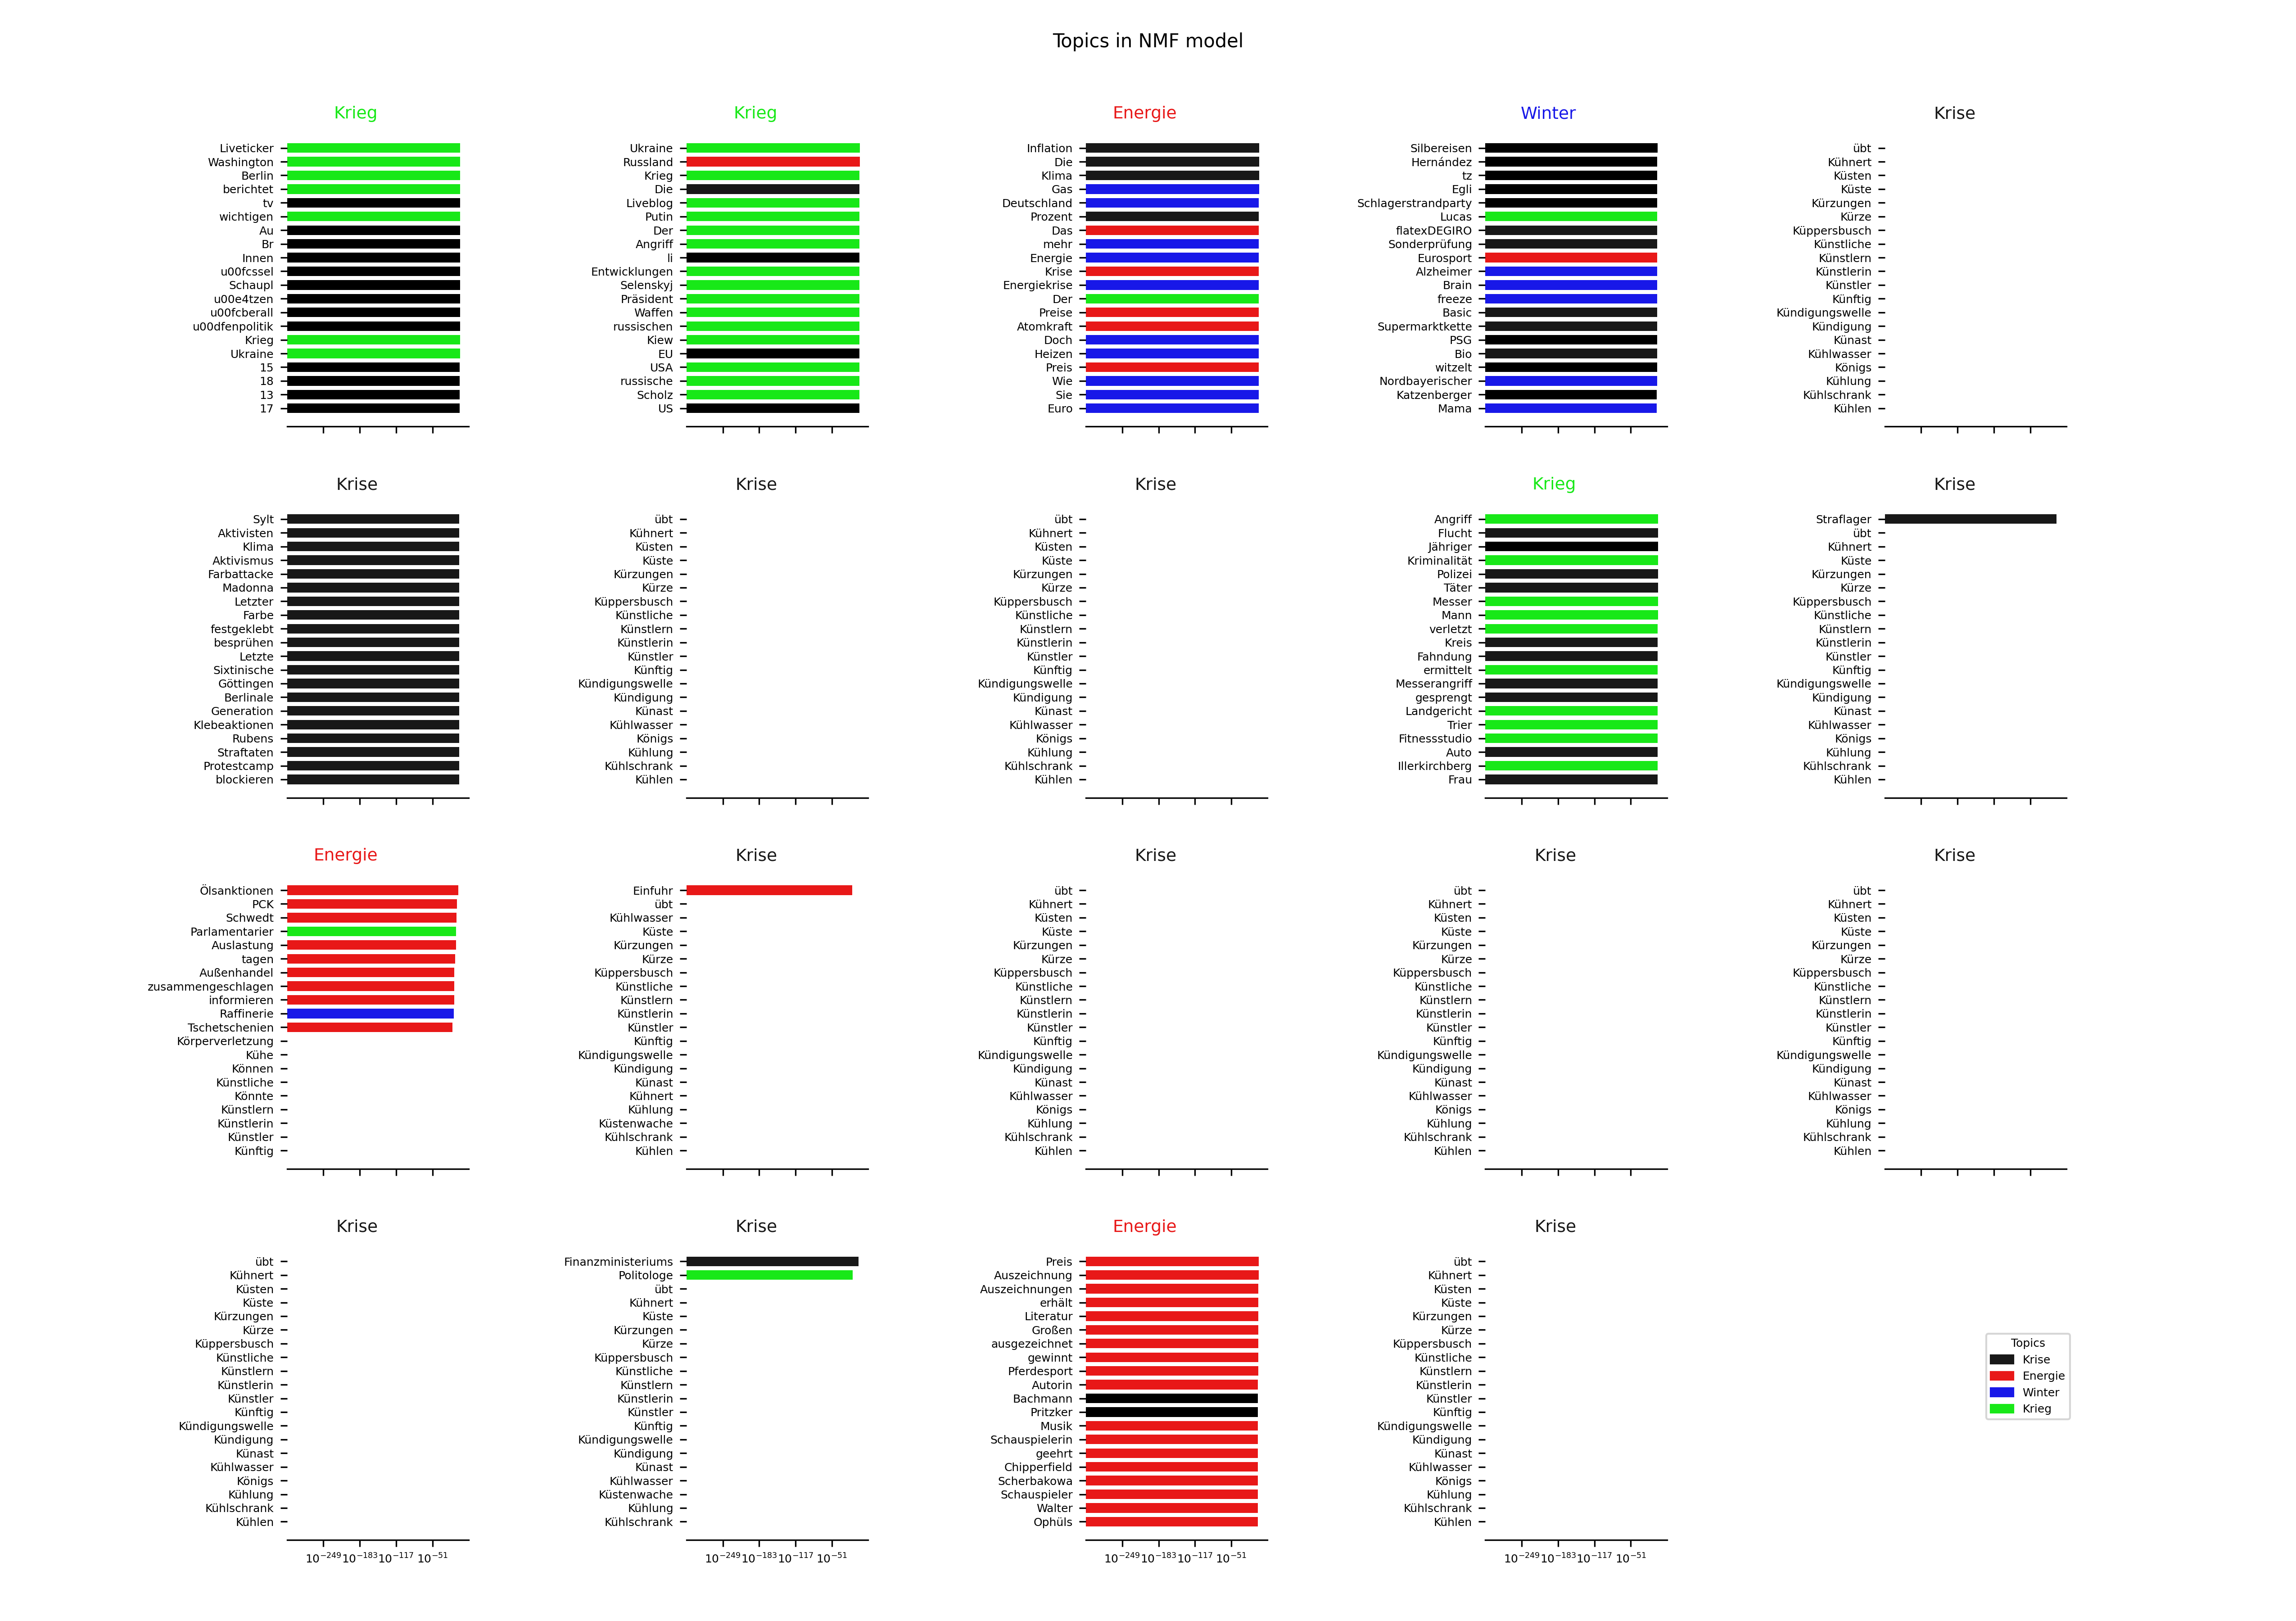 Topics in NMF model
Krieg
Liveticker
Washington
Berlin
berichtet
tv
wichtigen
Au
Br
Innen
u00fcssel
Schaupl
u00e4tzen
u00fcberall
u00dfenpolitik
Krieg
Ukraine
15
18
13
17
Krieg
Ukraine
Russland
Krieg
Die
Liveblog
Putin
Der
Angriff
li
Entwicklungen
Selenskyj
Präsident
Waffen
russischen
Kiew
EU
USA
russische
Scholz
US
Energie
Inflation
Die
Klima
Gas
Deutschland
Prozent
Das
mehr
Energie
Krise
Energiekrise
Der
Preise
Atomkraft
Doch
Heizen
Preis
Wie
Sie
Euro
Winter
Silbereisen
Hernández
tz
Egli
Schlagerstrandparty
Lucas
flatexDEGIRO
Sonderprüfung
Eurosport
Alzheimer
Brain
freeze
Basic
Supermarktkette
PSG
Bio
witzelt
Nordbayerischer
Katzenberger
Mama
Krise
übt
Kühnert
Küsten
Küste
Kürzungen
Kürze
Küppersbusch
Künstliche
Künstlern
Künstlerin
Künstler
Künftig
Kündigungswelle
Kündigung
Künast
Kühlwasser
Königs
Kühlung
Kühlschrank
Kühlen
Krise
Sylt
Aktivisten
Klima
Aktivismus
Farbattacke
Madonna
Letzter
Farbe
festgeklebt
besprühen
Letzte
Sixtinische
Göttingen
Berlinale
Generation
Klebeaktionen
Rubens
Straftaten
Protestcamp
blockieren
Krise
übt
Kühnert
Küsten
Küste
Kürzungen
Kürze
Küppersbusch
Künstliche
Künstlern
Künstlerin
Künstler
Künftig
Kündigungswelle
Kündigung
Künast
Kühlwasser
Königs
Kühlung
Kühlschrank
Kühlen
Krise
übt
Kühnert
Küsten
Küste
Kürzungen
Kürze
Küppersbusch
Künstliche
Künstlern
Künstlerin
Künstler
Künftig
Kündigungswelle
Kündigung
Künast
Kühlwasser
Königs
Kühlung
Kühlschrank
Kühlen
Krieg
Angriff
Flucht
Jähriger
Kriminalität
Polizei
Täter
Messer
Mann
verletzt
Kreis
Fahndung
ermittelt
Messerangriff
gesprengt
Landgericht
Trier
Fitnessstudio
Auto
Illerkirchberg
Frau
Krise
Straflager
übt
Kühnert
Küste
Kürzungen
Kürze
Küppersbusch
Künstliche
Künstlern
Künstlerin
Künstler
Künftig
Kündigungswelle
Kündigung
Künast
Kühlwasser
Königs
Kühlung
Kühlschrank
Kühlen
Energie
Ölsanktionen
PCK
Schwedt
Parlamentarier
Auslastung
tagen
Außenhandel
zusammengeschlagen
informieren
Raffinerie
Tschetschenien
Körperverletzung
Kühe
Können
Künstliche
Könnte
Künstlern
Künstlerin
Künstler
Künftig
Krise
Einfuhr
übt
Kühlwasser
Küste
Kürzungen
Kürze
Küppersbusch
Künstliche
Künstlern
Künstlerin
Künstler
Künftig
Kündigungswelle
Kündigung
Künast
Kühnert
Kühlung
Küstenwache
Kühlschrank
Kühlen
Krise
übt
Kühnert
Küsten
Küste
Kürzungen
Kürze
Küppersbusch
Künstliche
Künstlern
Künstlerin
Künstler
Künftig
Kündigungswelle
Kündigung
Künast
Kühlwasser
Königs
Kühlung
Kühlschrank
Kühlen
Krise
übt
Kühnert
Küsten
Küste
Kürzungen
Kürze
Küppersbusch
Künstliche
Künstlern
Künstlerin
Künstler
Künftig
Kündigungswelle
Kündigung
Künast
Kühlwasser
Königs
Kühlung
Kühlschrank
Kühlen
Krise
übt
Kühnert
Küsten
Küste
Kürzungen
Kürze
Küppersbusch
Künstliche
Künstlern
Künstlerin
Künstler
Künftig
Kündigungswelle
Kündigung
Künast
Kühlwasser
Königs
Kühlung
Kühlschrank
Kühlen
Krise
übt
Kühnert
Küsten
Küste
Kürzungen
Kürze
Küppersbusch
Künstliche
Künstlern
Künstlerin
Künstler
Künftig
Kündigungswelle
Kündigung
Künast
Kühlwasser
Königs
Kühlung
Kühlschrank
Kühlen
10⁻²⁴⁹ 10⁻¹⁸³ 10⁻¹¹⁷ 10⁻⁵¹
Krise
Finanzministeriums
Politologe
übt
Kühnert
Küste
Kürzungen
Kürze
Küppersbusch
Künstliche
Künstlern
Künstlerin
Künstler
Künftig
Kündigungswelle
Kündigung
Künast
Kühlwasser
Küstenwache
Kühlung
Kühlschrank
10⁻²⁴⁹ 10⁻¹⁸³ 10⁻¹¹⁷ 10⁻⁵¹
Energie
Preis
Auszeichnung
Auszeichnungen
erhält
Literatur
Großen
ausgezeichnet
gewinnt
Pferdesport
Autorin
Bachmann
Pritzker
Musik
Schauspielerin
geehrt
Chipperfield
Scherbakowa
Schauspieler
Walter
Ophüls
10⁻²⁴⁹ 10⁻¹⁸³ 10⁻¹¹⁷ 10⁻⁵¹
Krise
übt
Kühnert
Küsten
Küste
Kürzungen
Kürze
Küppersbusch
Künstliche
Künstlern
Künstlerin
Künstler
Künftig
Kündigungswelle
Kündigung
Künast
Kühlwasser
Königs
Kühlung
Kühlschrank
Kühlen
10⁻²⁴⁹ 10⁻¹⁸³ 10⁻¹¹⁷ 10⁻⁵¹
Topics
Krise
Energie
Winter
Krieg